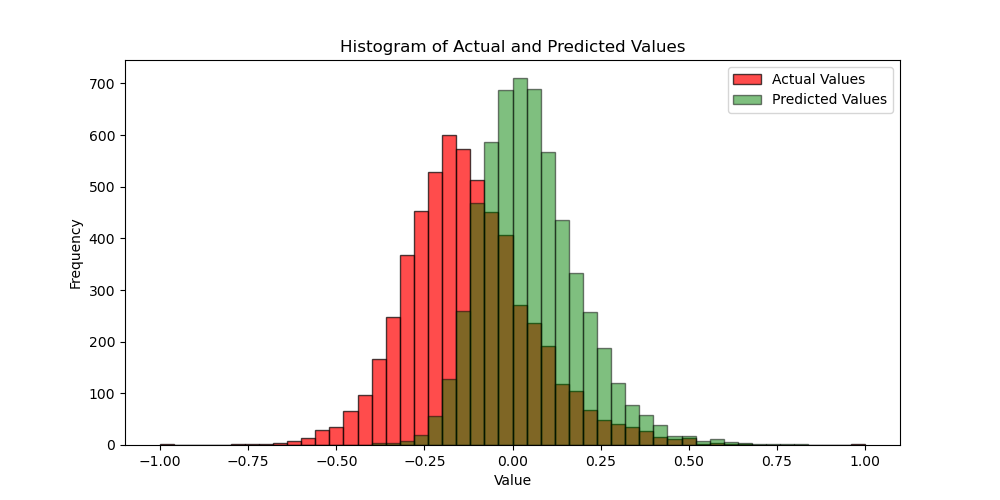 Histogram of Actual and Predicted Values
Actual Values
Predicted Values
Frequency
700
600
500
400
300
200
100
0
−1.00 −0.75 −0.50 −0.25 0.00 0.25 0.50 0.75 1.00
Value